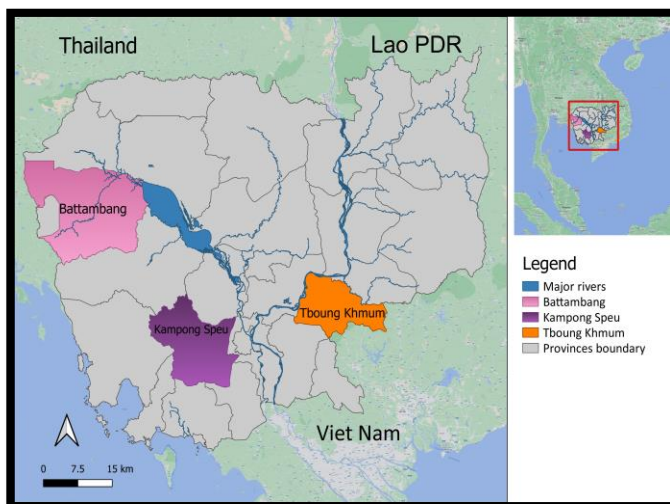 Thailand
Lao PDR
Battambang
Kampong Speu
Tboung Khmum
Viet Nam
0 7.5 15 km
Legend
Major rivers
Battambang
Kampong Speu
Tboung Khmum
Provinces boundary